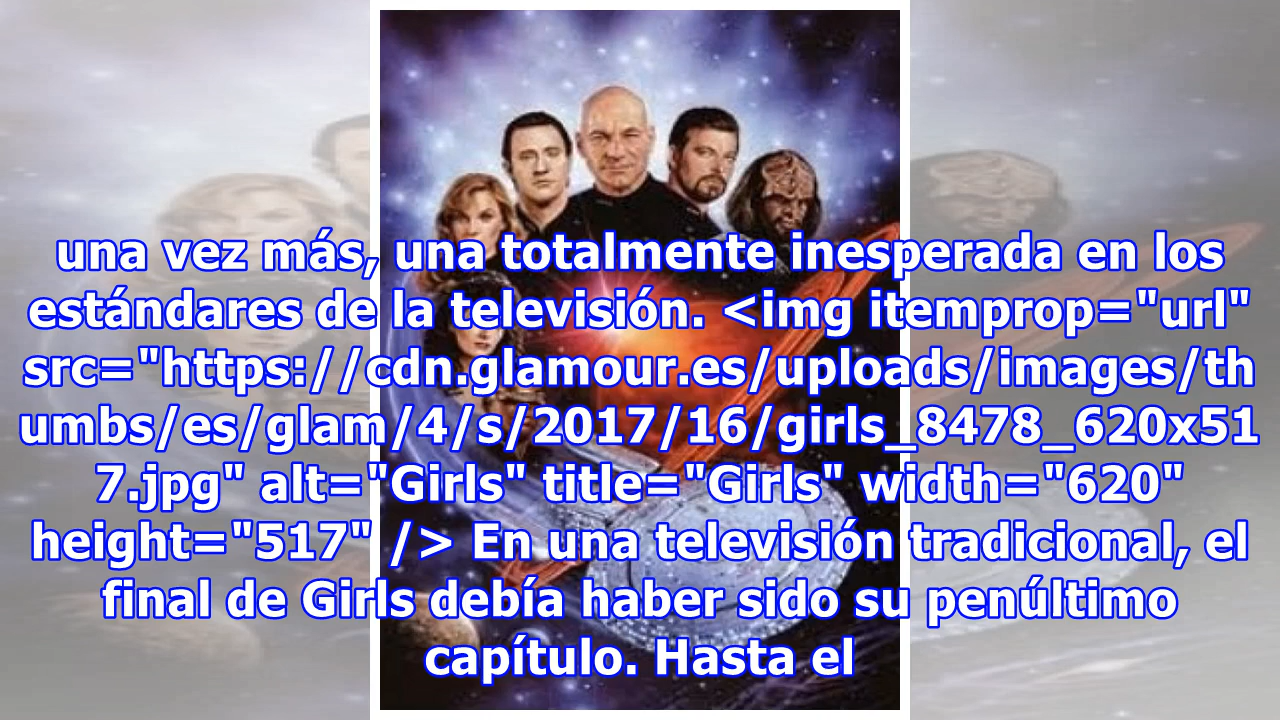 una vez más, una totalmente inesperada en los
estándares de la televisión. <img itemprop="url"
src="https://cdn.glamour.es/uploads/images/th
umbs/es/glam/4/s/2017/16/girls_8478_620x51
7.jpg" alt="Girls" title="Girls" width="620"
height="517" /> En una televisión tradicional, el
final de Girls debía haber sido su penúltimo
capítulo. Hasta el